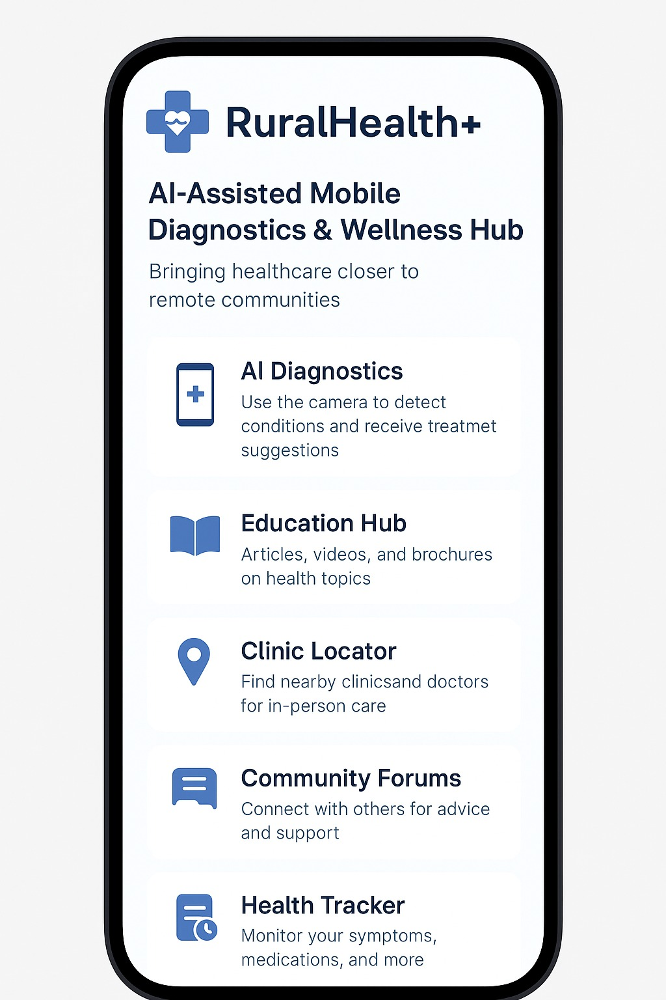 RuralHealth+
AI-Assisted Mobile
Diagnostics & Wellness Hub
Bringing healthcare closer to
remote communities
AI Diagnostics
Use the camera to detect
conditions and receive treatmet
suggestions
Education Hub
Articles, videos, and brochures
on health topics
Clinic Locator
Find nearby clinicsand doctors
for in-person care
Community Forums
Connect with others for advice
and support
Health Tracker
Monitor your symptoms,
medications, and more